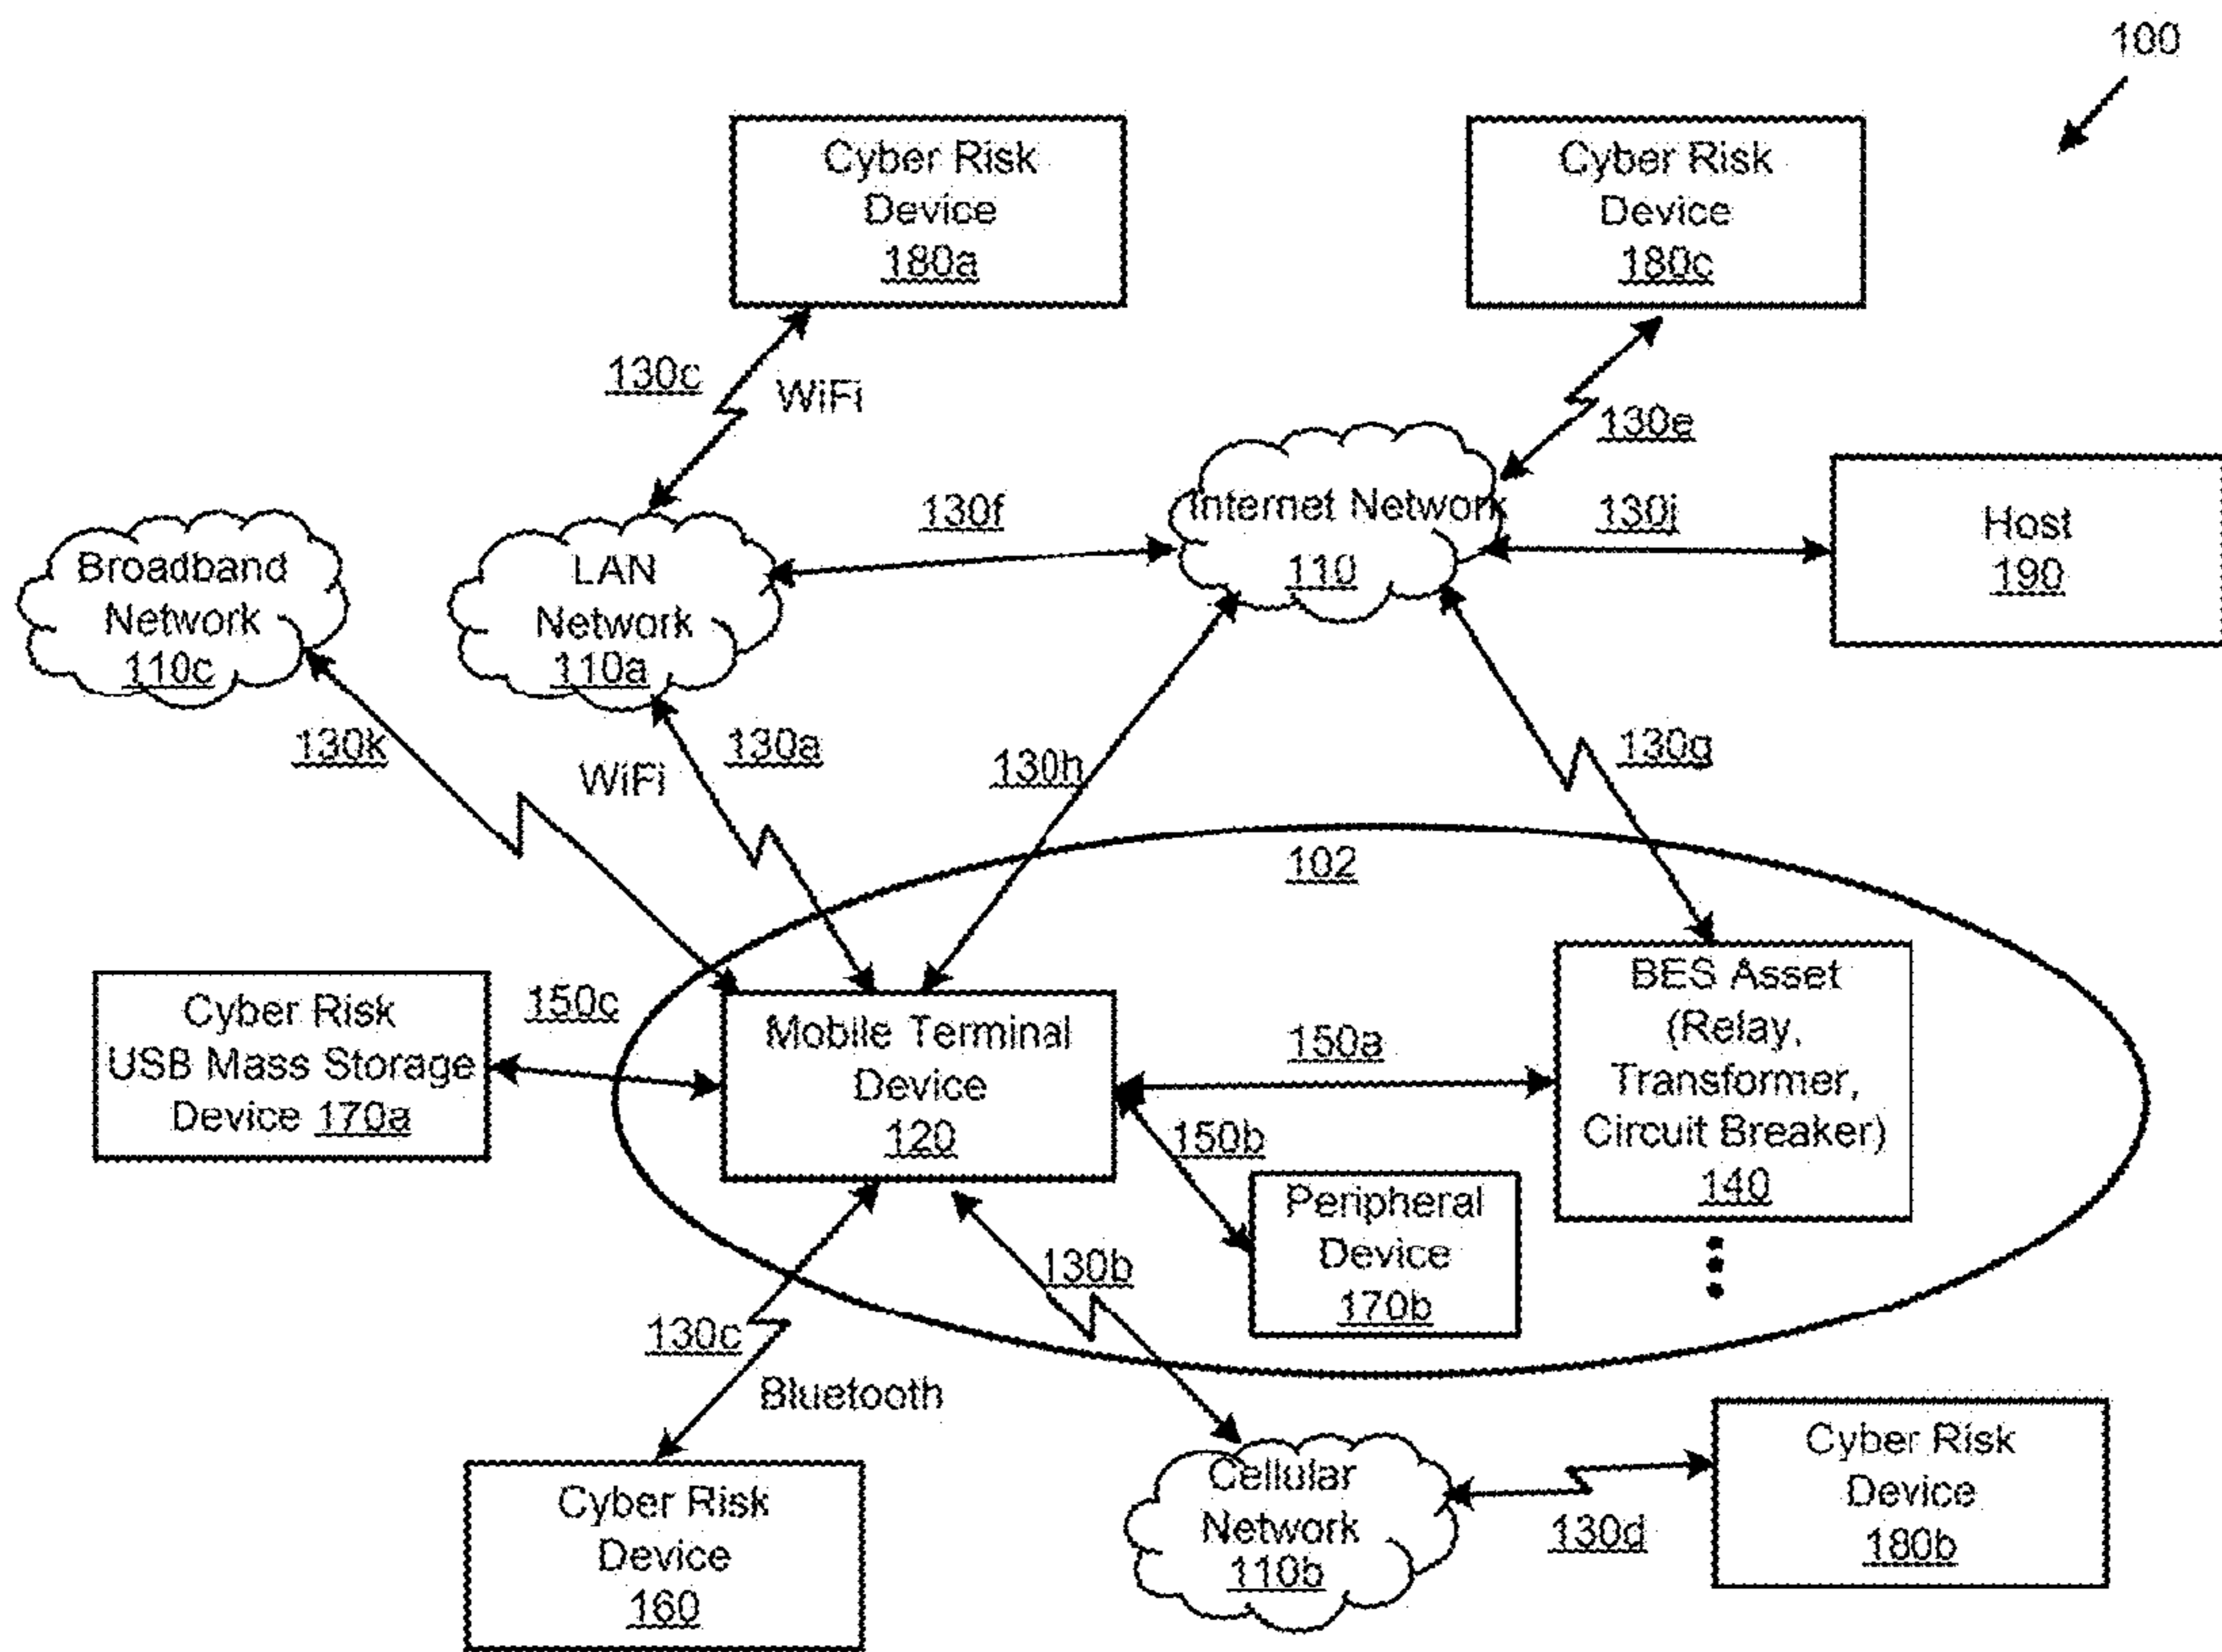 100
Cyber Risk
Device
180a
Cyber Risk
Device
180c
130c
WiFi
130e
Broadband
Network
110c
LAN
Network
110a
130f
Internet Network
110
130j
Host
190
130k
WiFi
130a
130h
130g
102
Cyber Risk
USB Mass Storage
Device 170a
150c
Mobile Terminal
Device
120
150a
150b
BES Asset
(Relay,
Transformer,
Circuit Breaker)
140
Peripheral
Device
170b
130c
Bluetooth
130b
Cyber Risk
Device
160
Cellular
Network
110b
130d
Cyber Risk
Device
180b